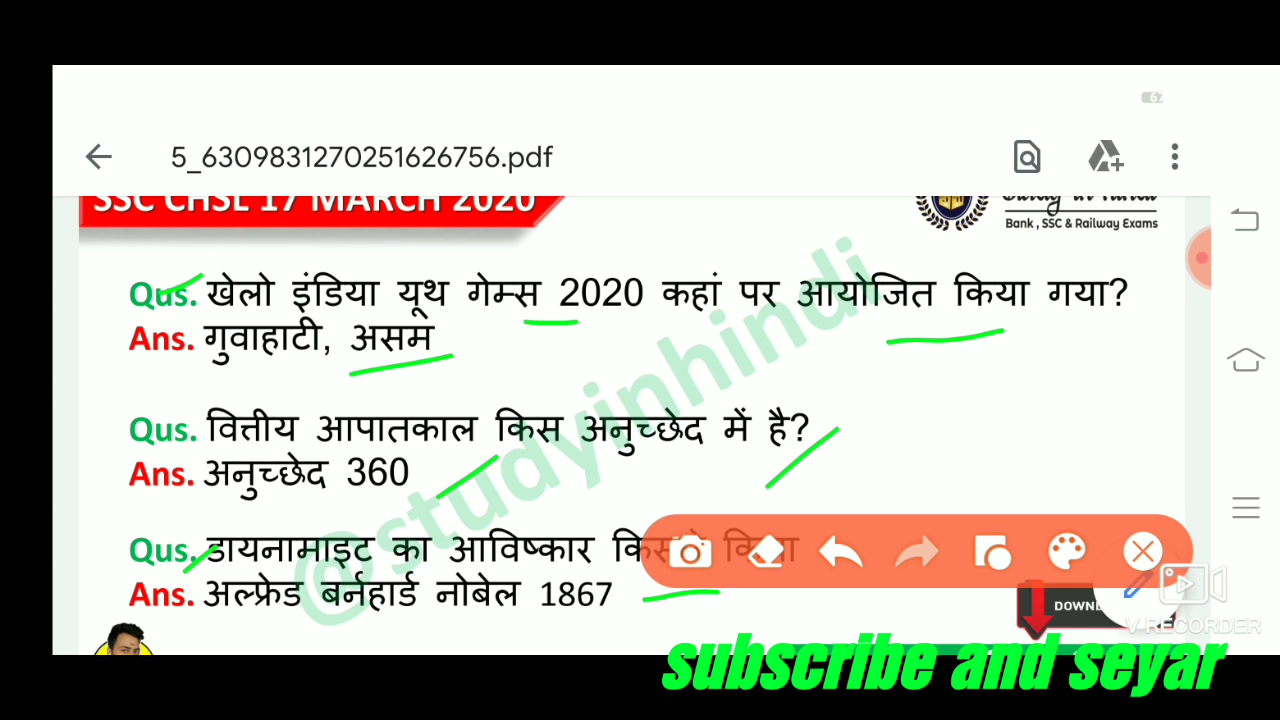 67
5_6309831270251626756.pdf
SSC CHSL 17 MARCH 2020
Bank , SSC & Railway Exams
Qus. खेलो इंडिया यूथ गेम्स 2020 कहां पर आयोजित किया गया?
Ans. गुवाहाटी, असम
Qus. वित्तीय आपातकाल किस अनुच्छेद में है?
Ans. अनुच्छेद 360
Qus. डायनामाइट का आविष्कार किसने किया
Ans. अल्फ्रेड बर्नहार्ड नोबेल 1867
@studyinhindi
V RECORDER
subscribe and seyar